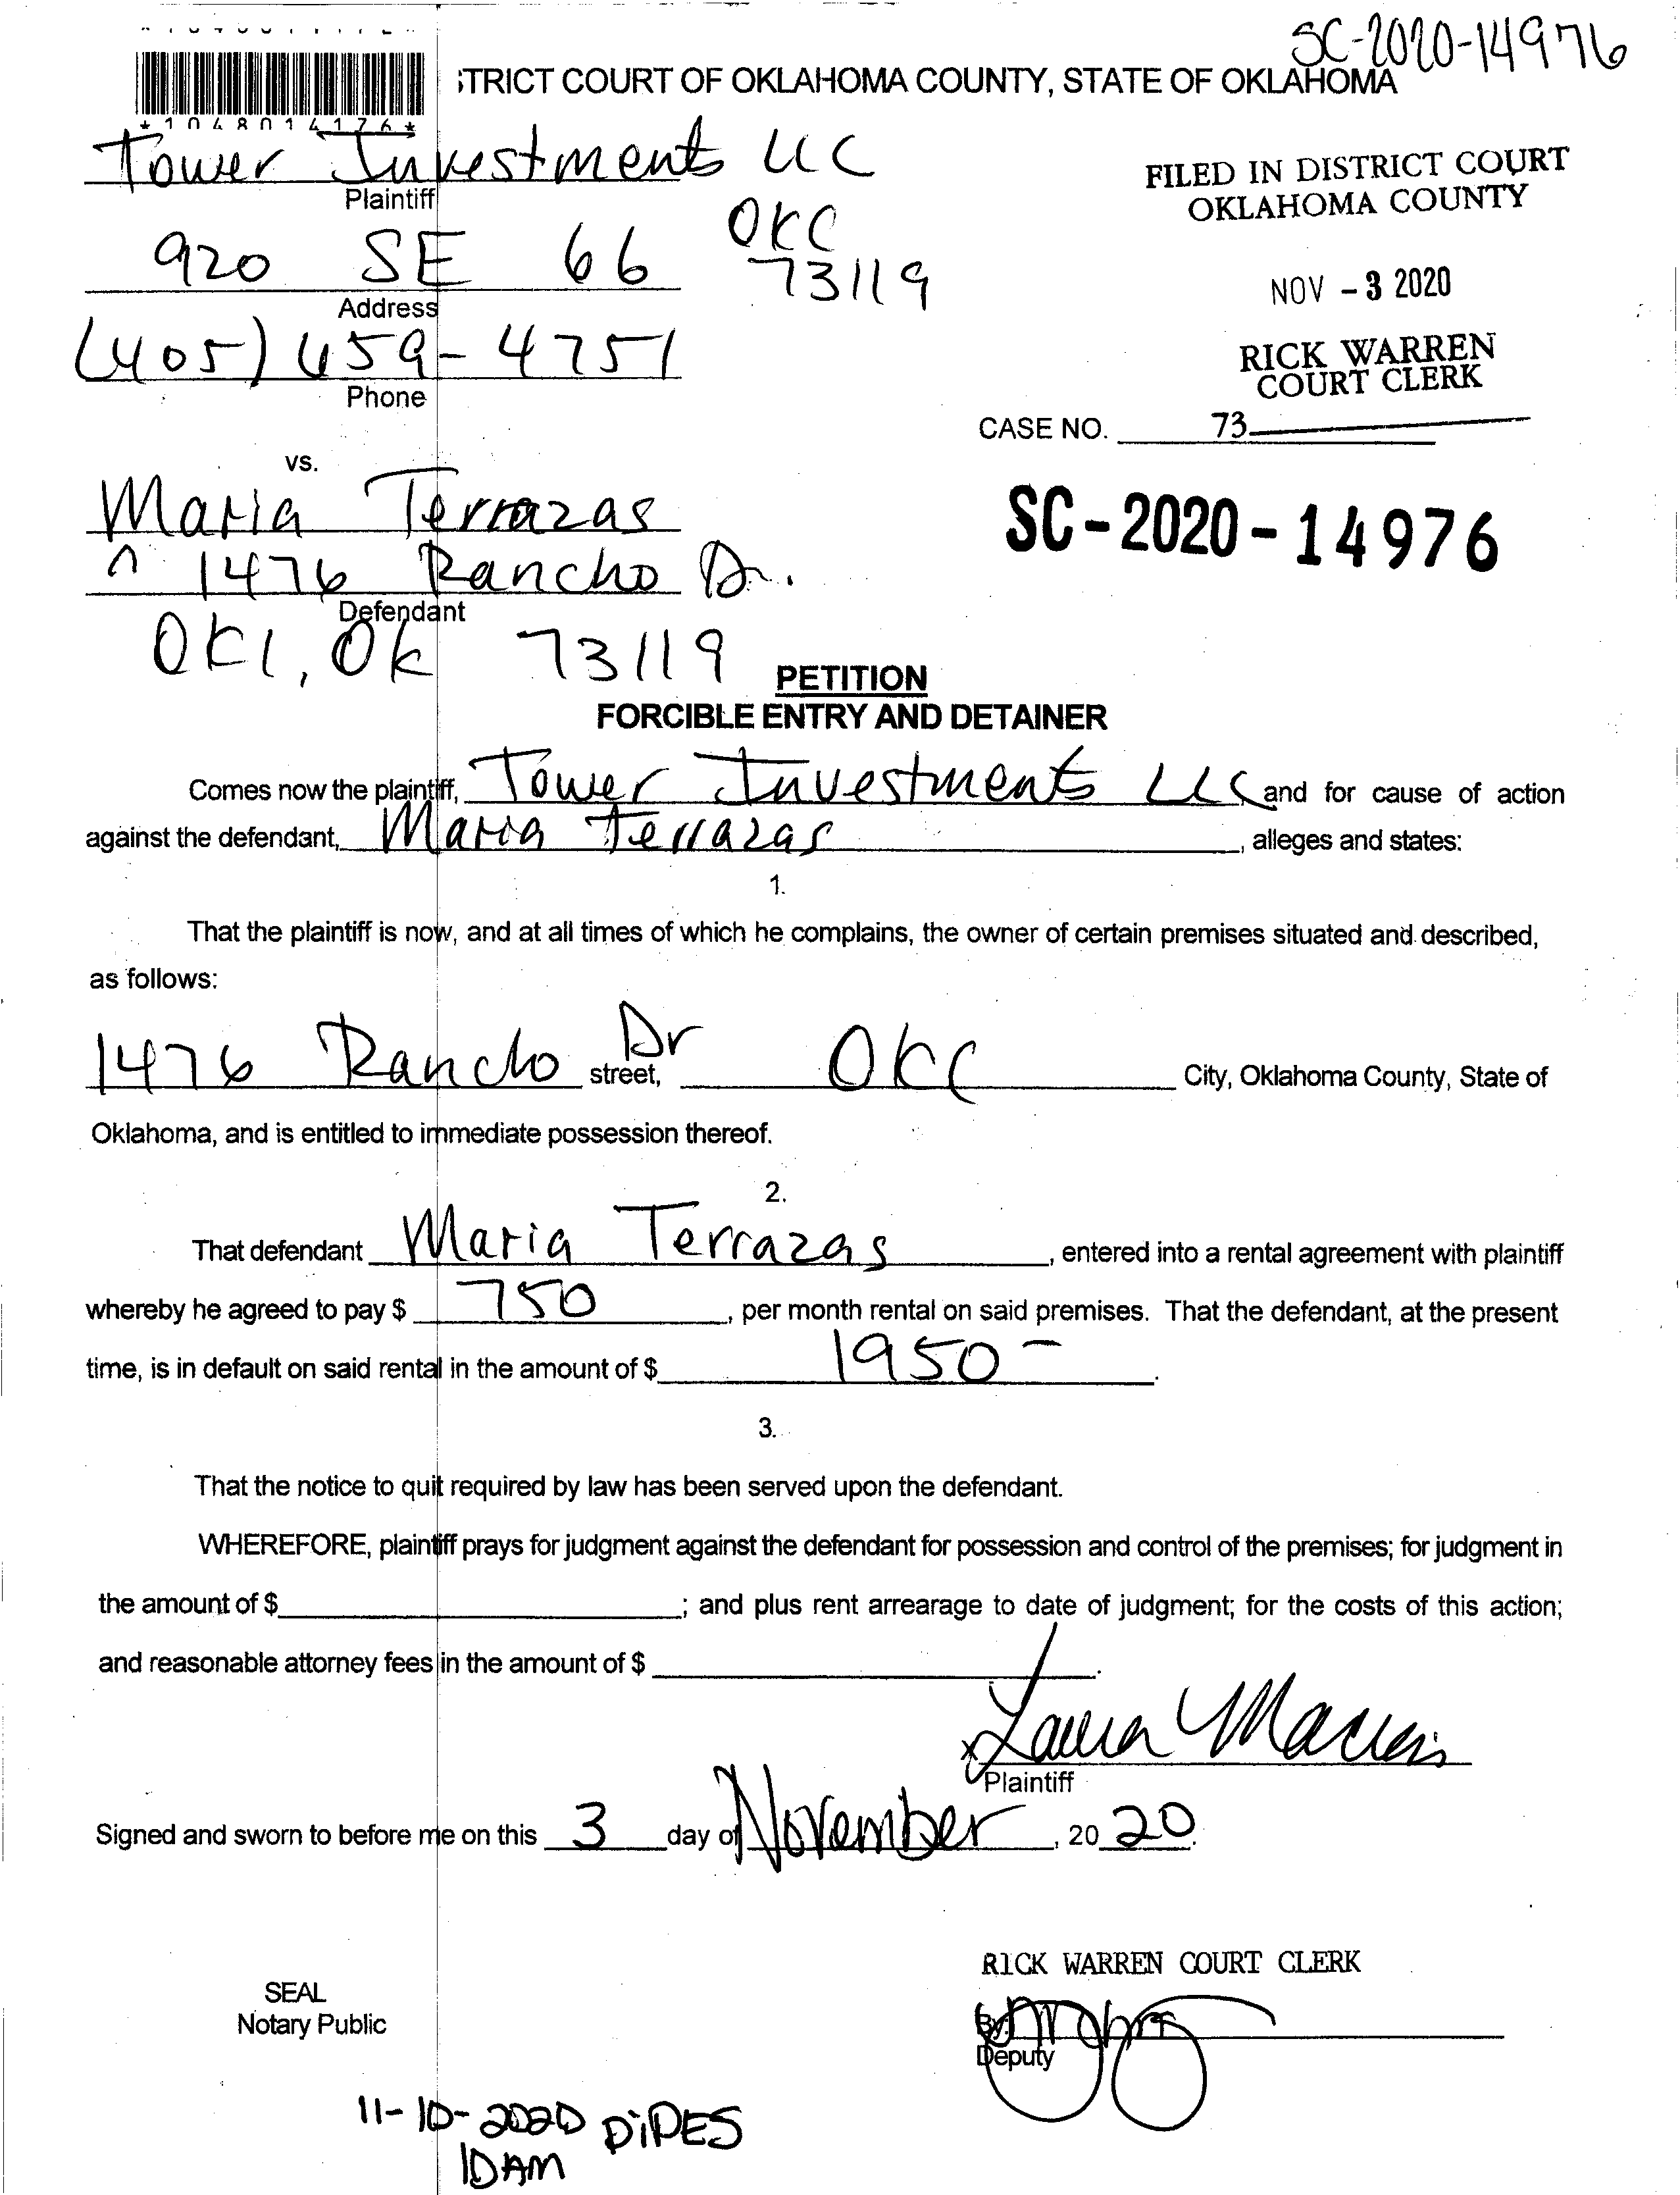 SC-2020-14976
TRICT COURT OF OKLAHOMA COUNTY, STATE OF OKLAHOMA
*1048014176*
Tower Investments LLC
Plaintiff
FILED IN DISTRICT COURT
OKLAHOMA COUNTY
920 SE 66 OKC
73119
Address
NOV - 3 2020
(405) 659-4751
Phone
RICK WARREN
COURT CLERK
CASE NO. 73
vs.
Maria Terrazas
SC-2020-14976
1476 Rancho Dr.
Defendant
OKC, Ok 73119
PETITION
FORCIBLE ENTRY AND DETAINER
Comes now the plaintiff, Tower Investments LLC and for cause of action
against the defendant, Maria Terrazas, alleges and states:
1.
That the plaintiff is now, and at all times of which he complains, the owner of certain premises situated and described,
as follows:
1476 Rancho Dr street, OKC City, Oklahoma County, State of
Oklahoma, and is entitled to immediate possession thereof.
2.
That defendant Maria Terrazas, entered into a rental agreement with plaintiff
whereby he agreed to pay $ 750, per month rental on said premises. That the defendant, at the present
time, is in default on said rental in the amount of $ 1950-.
3.
That the notice to quit required by law has been served upon the defendant.
WHEREFORE, plaintiff prays for judgment against the defendant for possession and control of the premises; for judgment in
the amount of $; and plus rent arrearage to date of judgment; for the costs of this action;
and reasonable attorney fees in the amount of $.
x Laura
Plaintiff
Signed and sworn to before me on this 3 day of November, 20 20.
RICK WARREN COURT CLERK
SEAL
Notary Public
By:
Deputy
11-10-2020 DiPES
10AM